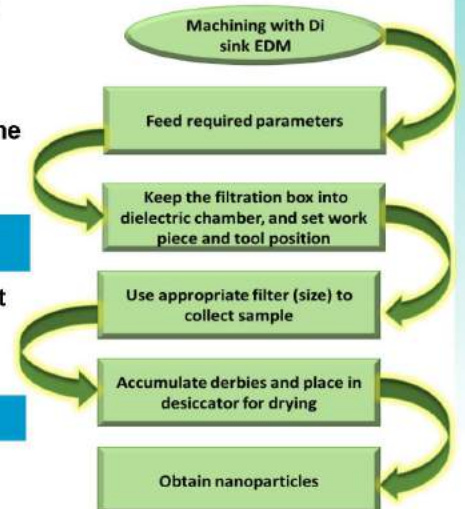 Machining with Di
sink EDM
Feed required parameters
Keep the filtration box into
dielectric chamber, and set work
piece and tool position
Use appropriate filter (size) to
collect sample
Accumulate derbies and place in
desiccator for drying
Obtain nanoparticles